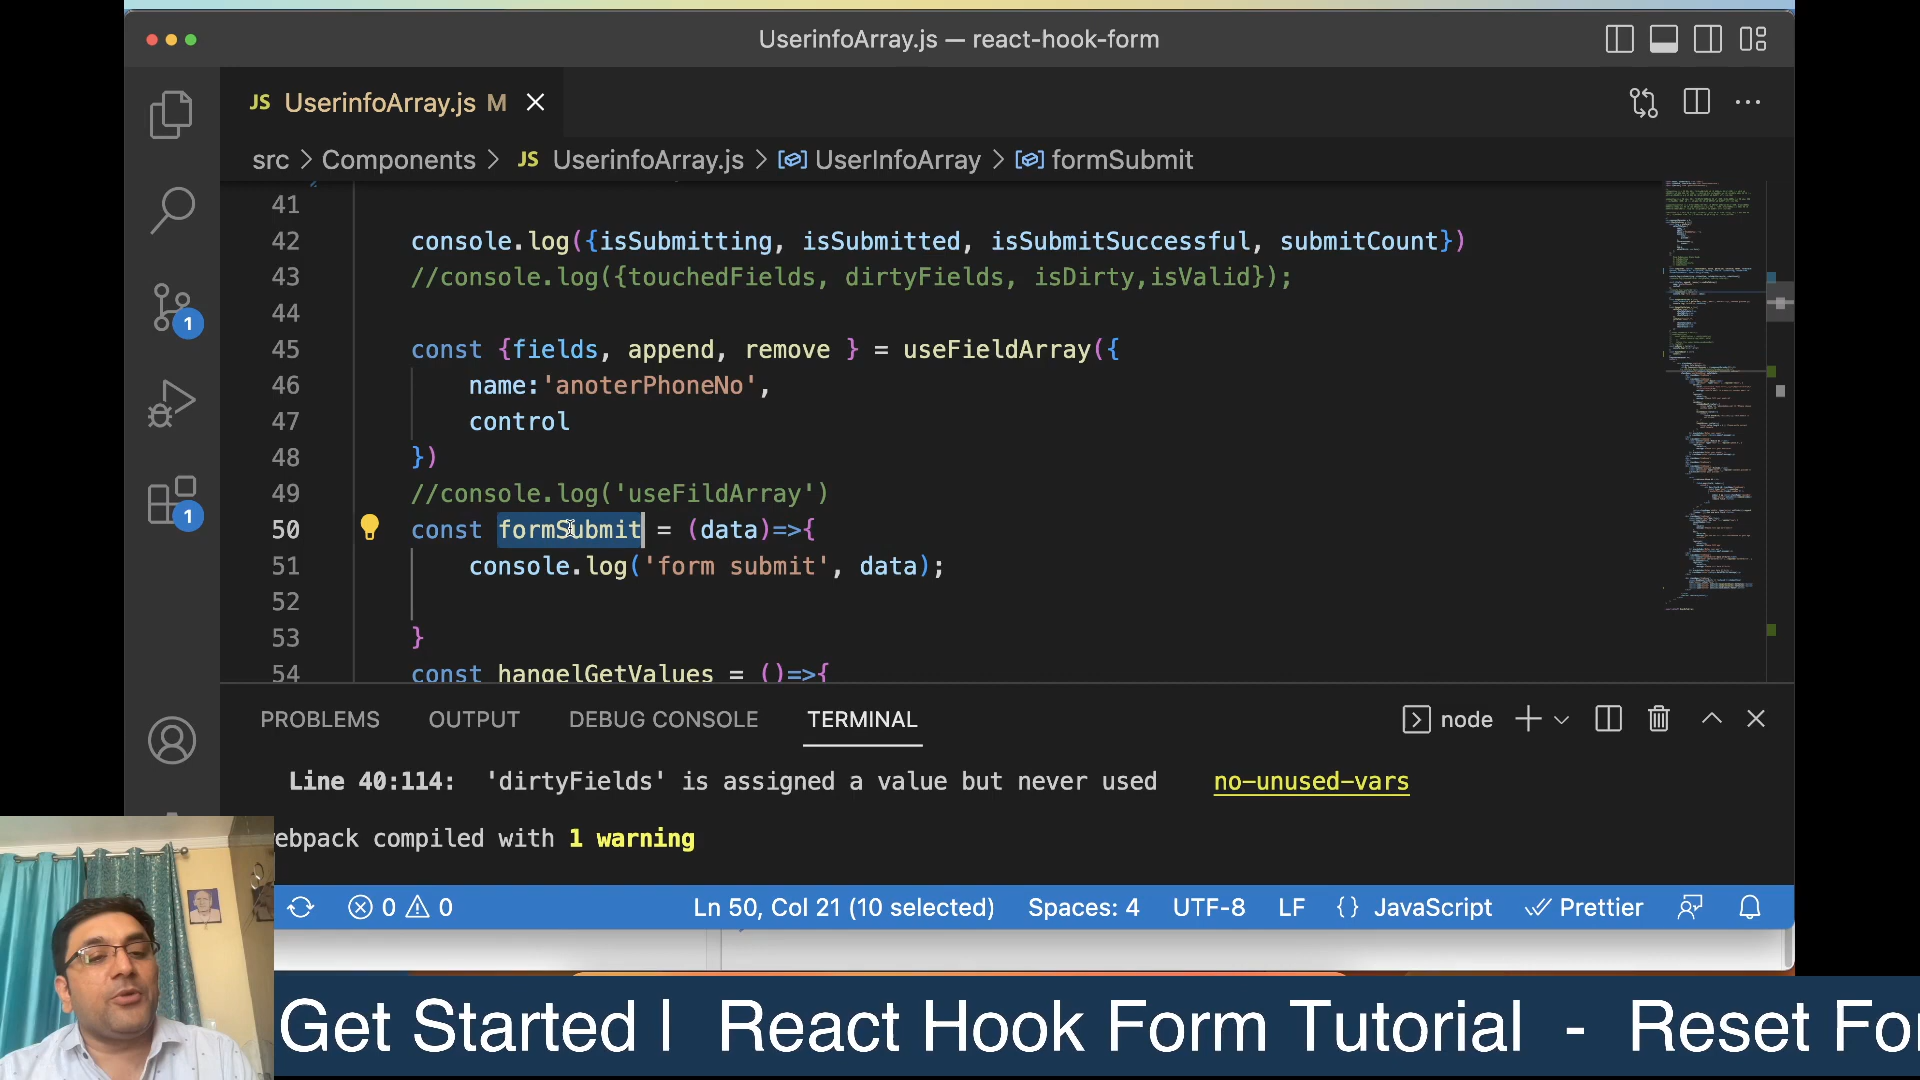 UserinfoArray.js — react-hook-form
JS UserinfoArray.js M
src > Components > JS UserinfoArray.js > UserInfoArray > formSubmit
41
42 console.log({isSubmitting, isSubmitted, isSubmitSuccessful, submitCount})
43 //console.log({touchedFields, dirtyFields, isDirty,isValid});
44
45 const {fields, append, remove } = useFieldArray({
46 name:'anoterPhoneNo',
47 control
48 })
49 //console.log('useFildArray')
50 const formSubmit = (data)=>{
51 console.log('form submit', data);
52
53 }
54 const hangelGetValues = ()=>{
1
1
PROBLEMS OUTPUT DEBUG CONSOLE TERMINAL node
Line 40:114: 'dirtyFields' is assigned a value but never used no-unused-vars
ebpack compiled with 1 warning
0 0 Ln 50, Col 21 (10 selected) Spaces: 4 UTF-8 LF {} JavaScript Prettier
Get Started | React Hook Form Tutorial - Reset Fo